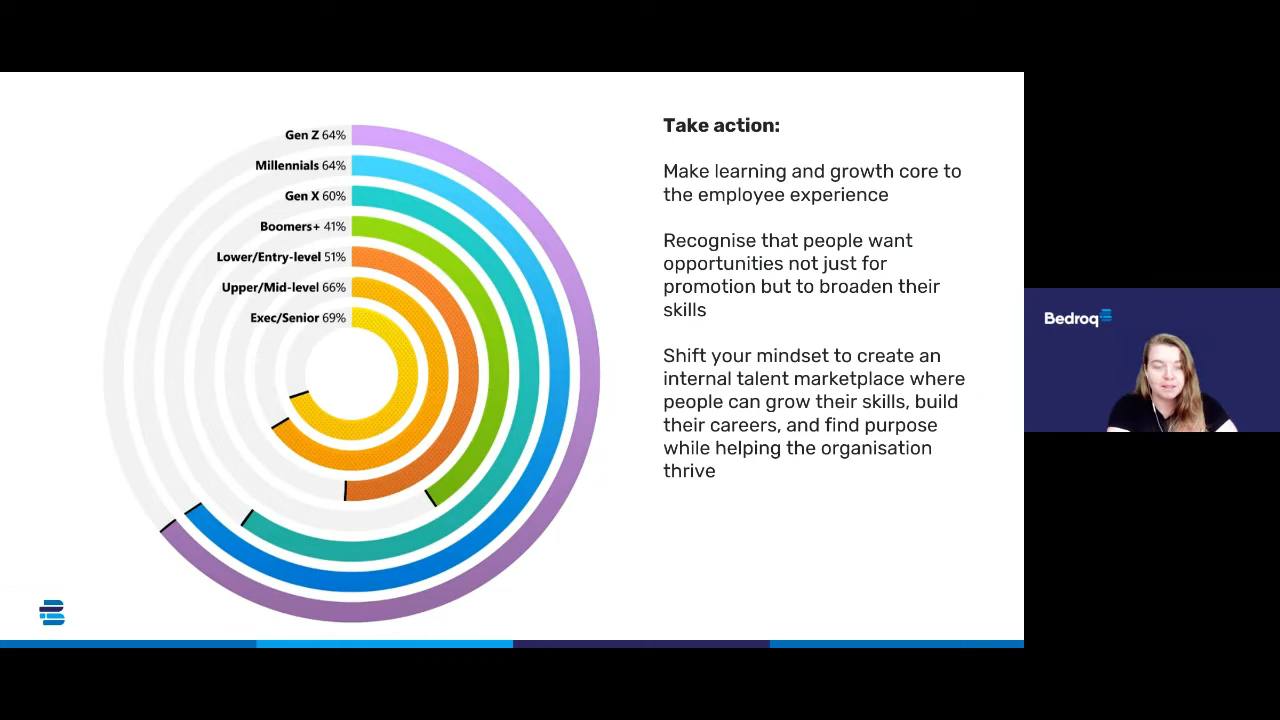 Gen Z 64%
Millennials 64%
Gen X 60%
Boomers+ 41%
Lower/Entry-level 51%
Upper/Mid-level 66%
Exec/Senior 69%
Take action:
Make learning and growth core to
the employee experience
Recognise that people want
opportunities not just for
promotion but to broaden their
skills
Shift your mindset to create an
internal talent marketplace where
people can grow their skills, build
their careers, and find purpose
while helping the organisation
thrive
Bedroq